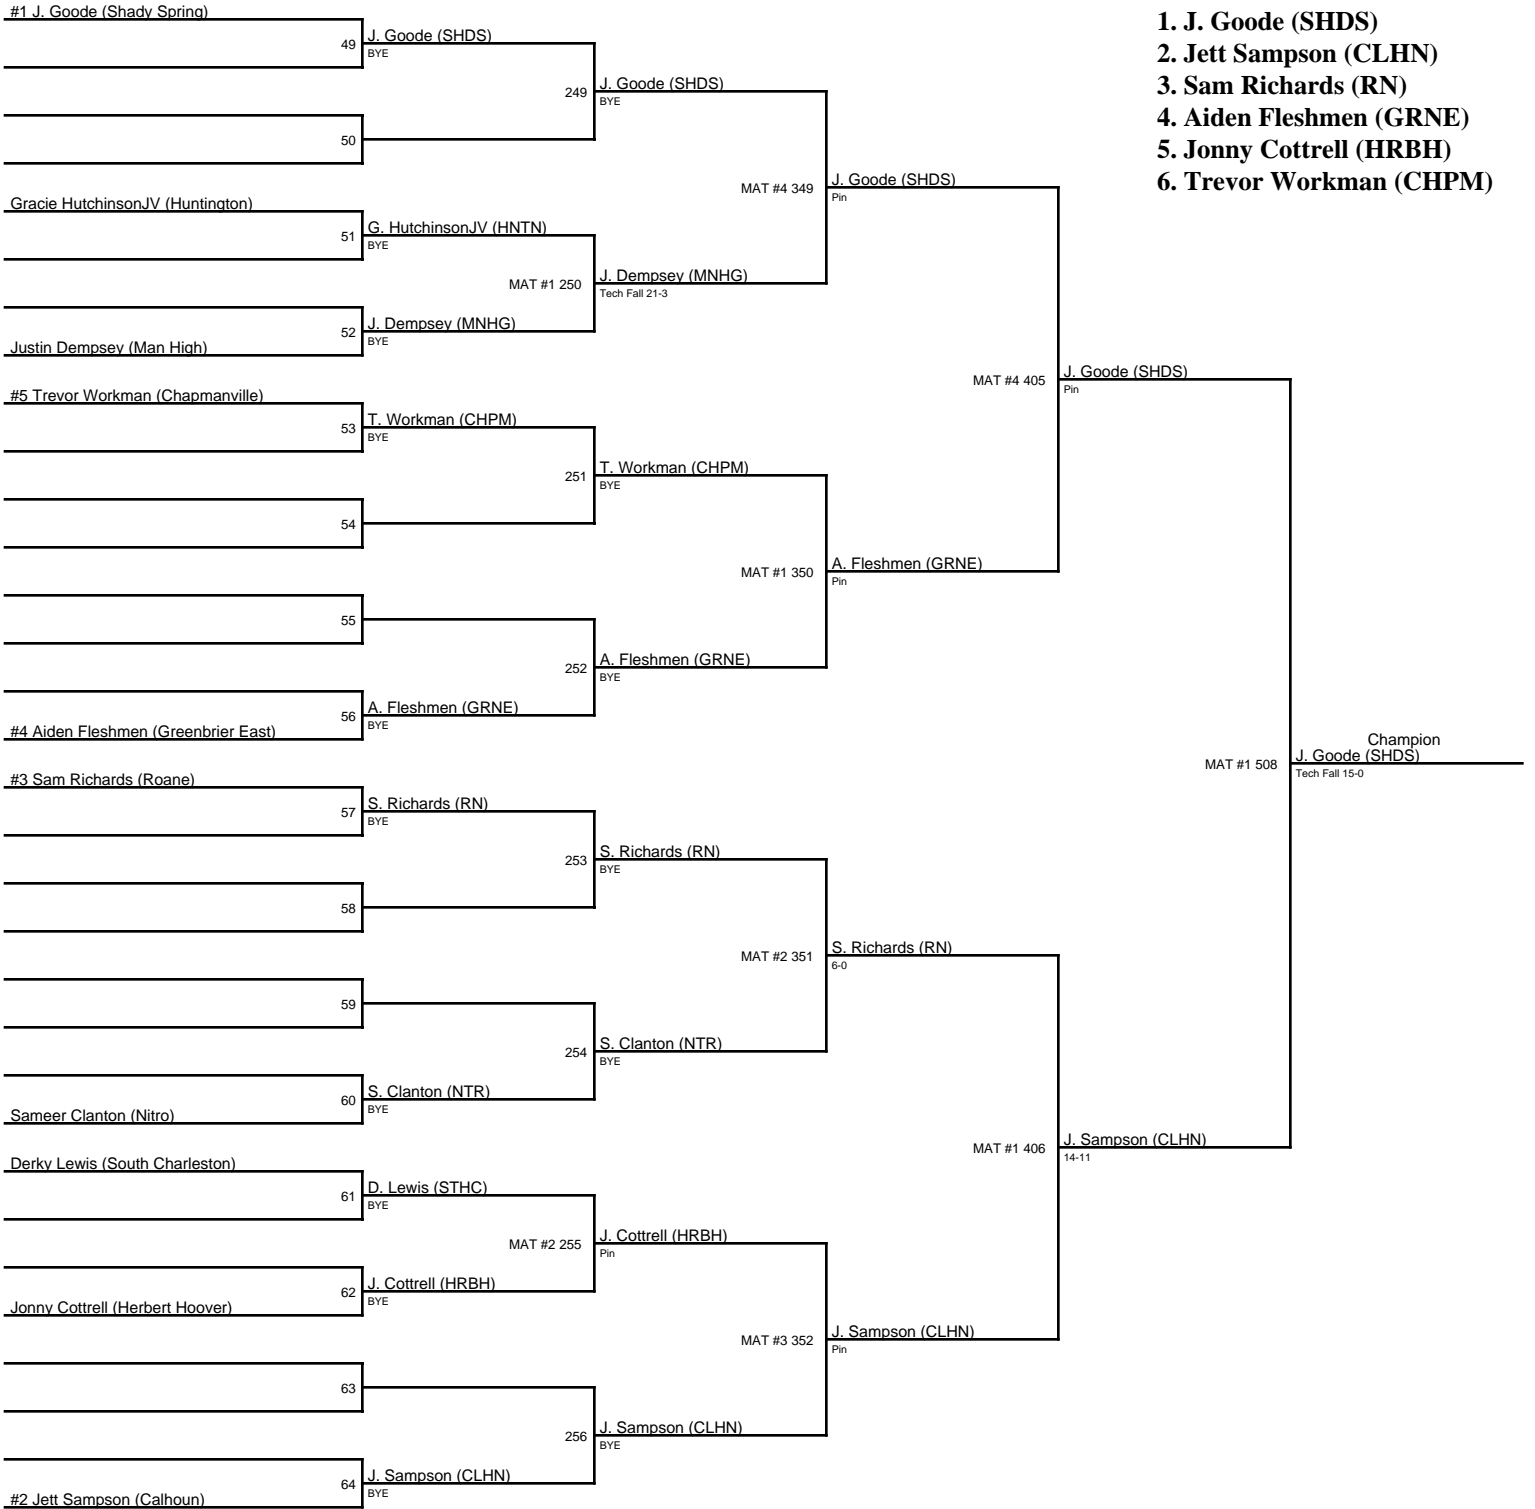 #1 J. Goode (Shady Spring)
49
J. Goode (SHDS)
BYE
249
J. Goode (SHDS)
BYE
50
MAT #4 349
J. Goode (SHDS)
Pin
Gracie HutchinsonJV (Huntington)
51
G. HutchinsonJV (HNTN)
BYE
MAT #1 250
J. Dempsey (MNHG)
Tech Fall 21-3
52
J. Dempsey (MNHG)
BYE
Justin Dempsey (Man High)
MAT #4 405
J. Goode (SHDS)
Pin
#5 Trevor Workman (Chapmanville)
53
T. Workman (CHPM)
BYE
251
T. Workman (CHPM)
BYE
54
MAT #1 350
A. Fleshmen (GRNE)
Pin
55
252
A. Fleshmen (GRNE)
BYE
56
A. Fleshmen (GRNE)
BYE
#4 Aiden Fleshmen (Greenbrier East)
MAT #1 508
Champion
J. Goode (SHDS)
Tech Fall 15-0
#3 Sam Richards (Roane)
57
S. Richards (RN)
BYE
253
S. Richards (RN)
BYE
58
MAT #2 351
S. Richards (RN)
6-0
59
254
S. Clanton (NTR)
BYE
60
S. Clanton (NTR)
BYE
Sameer Clanton (Nitro)
MAT #1 406
J. Sampson (CLHN)
14-11
Derky Lewis (South Charleston)
61
D. Lewis (STHC)
BYE
MAT #2 255
J. Cottrell (HRBH)
Pin
62
J. Cottrell (HRBH)
BYE
Jonny Cottrell (Herbert Hoover)
MAT #3 352
J. Sampson (CLHN)
Pin
63
256
J. Sampson (CLHN)
BYE
64
J. Sampson (CLHN)
BYE
#2 Jett Sampson (Calhoun)
1. J. Goode (SHDS)
2. Jett Sampson (CLHN)
3. Sam Richards (RN)
4. Aiden Fleshmen (GRNE)
5. Jonny Cottrell (HRBH)
6. Trevor Workman (CHPM)